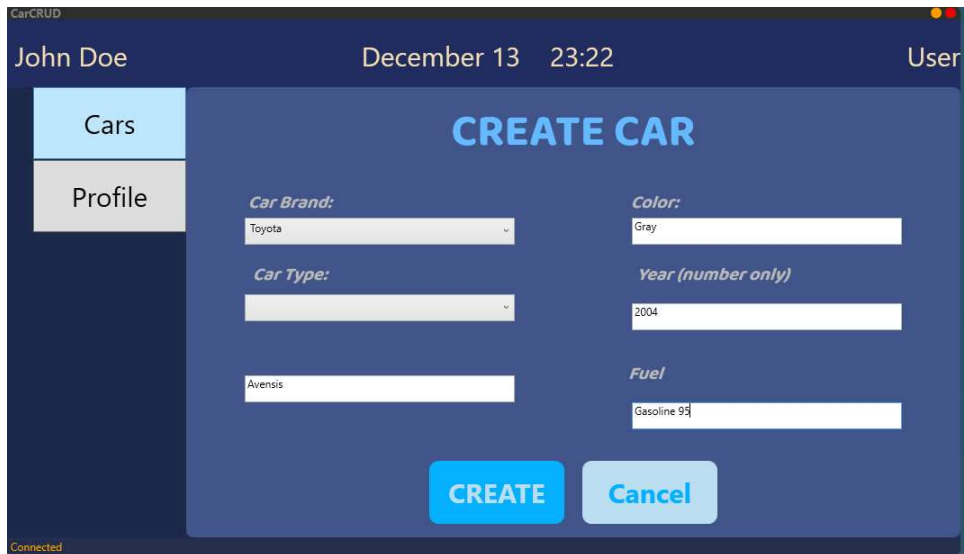 CarCRUD
John Doe December 13 23:22 User
Cars
Profile
CREATE CAR
Car Brand:
Toyota
Car Type:
Avensis
Color:
Gray
Year (number only)
2004
Fuel
Gasoline 95
CREATE
Cancel
Connected